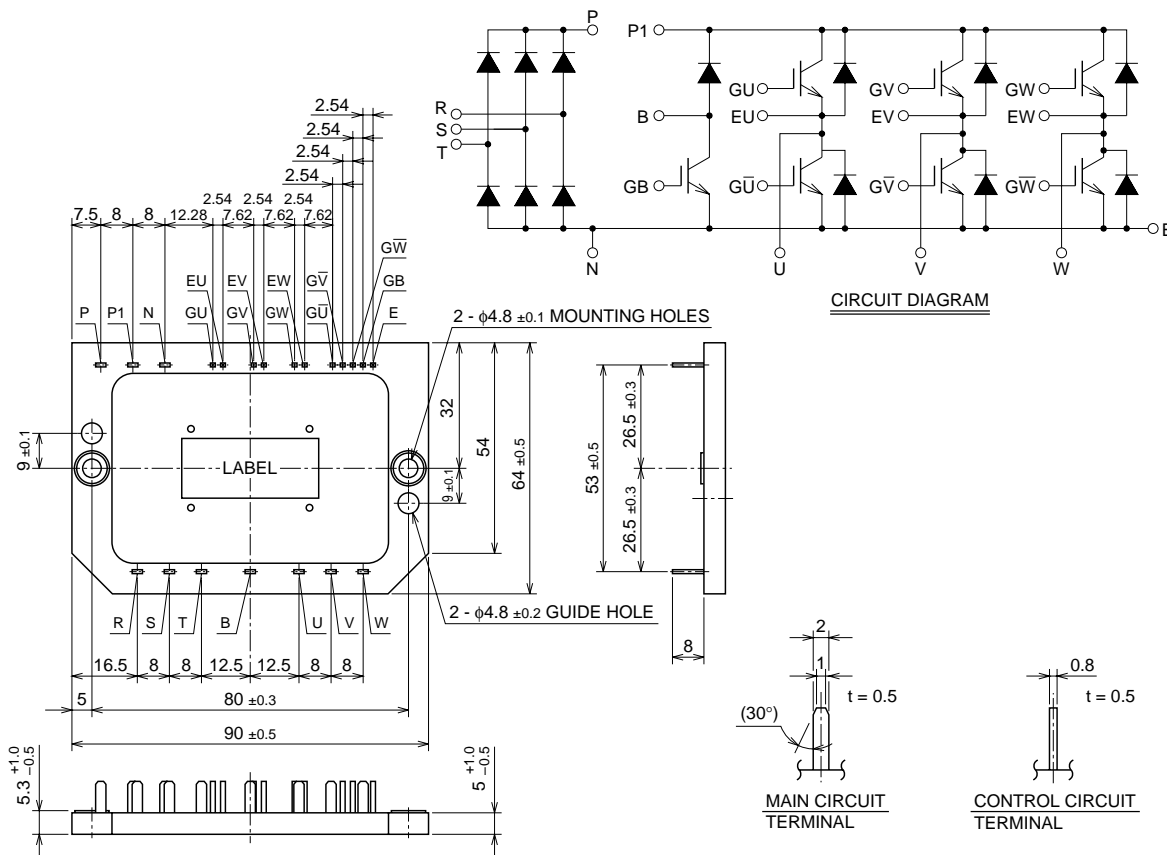 P
P1
R
S
T
B
GB
N
GU
EU
GU̅
U
GV
EV
GV̅
V
GW
EW
GW̅
W
E
CIRCUIT DIAGRAM
2.54
2.54
2.54
2.54
2.54 2.54 2.54
7.5 8 8 12.28 7.62 7.62 7.62
GW̅
EU EV EW GV̅ GB
P P1 N GU GV GW GU̅ E
2 - φ4.8 ±0.1 MOUNTING HOLES
LABEL
9 ±0.1
9 ±0.1
32
54
64 ±0.5
2 - φ4.8 ±0.2 GUIDE HOLE
R S T B U V W
16.5 8 8 12.5 12.5 8 8
5 80 ±0.3
90 ±0.5
53 ±0.5
26.5 ±0.3
26.5 ±0.3
8
5.3 +1.0 −0.5
5 +1.0 −0.5
2
1
t = 0.5
(30°)
MAIN CIRCUIT
TERMINAL
0.8
t = 0.5
CONTROL CIRCUIT
TERMINAL